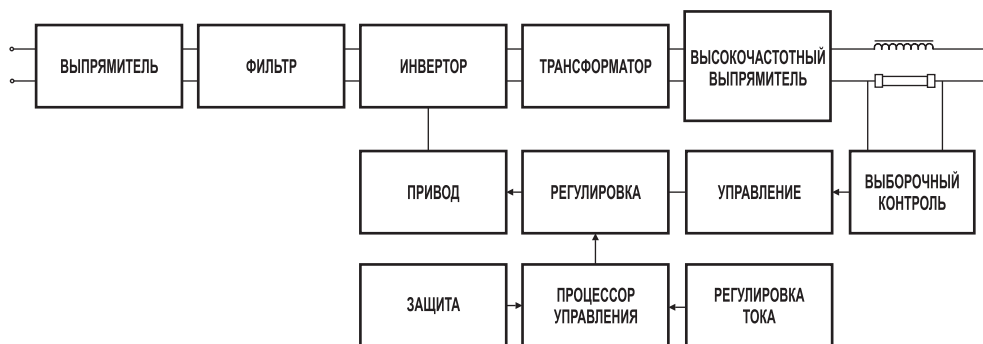 ВЫПРЯМИТЕЛЬ
ФИЛЬТР
ИНВЕРТОР
ТРАНСФОРМАТОР
ВЫСОКОЧАСТОТНЫЙ
ВЫПРЯМИТЕЛЬ
ПРИВОД
РЕГУЛИРОВКА
УПРАВЛЕНИЕ
ВЫБОРОЧНЫЙ
КОНТРОЛЬ
ЗАЩИТА
ПРОЦЕССОР
УПРАВЛЕНИЯ
РЕГУЛИРОВКА
ТОКА